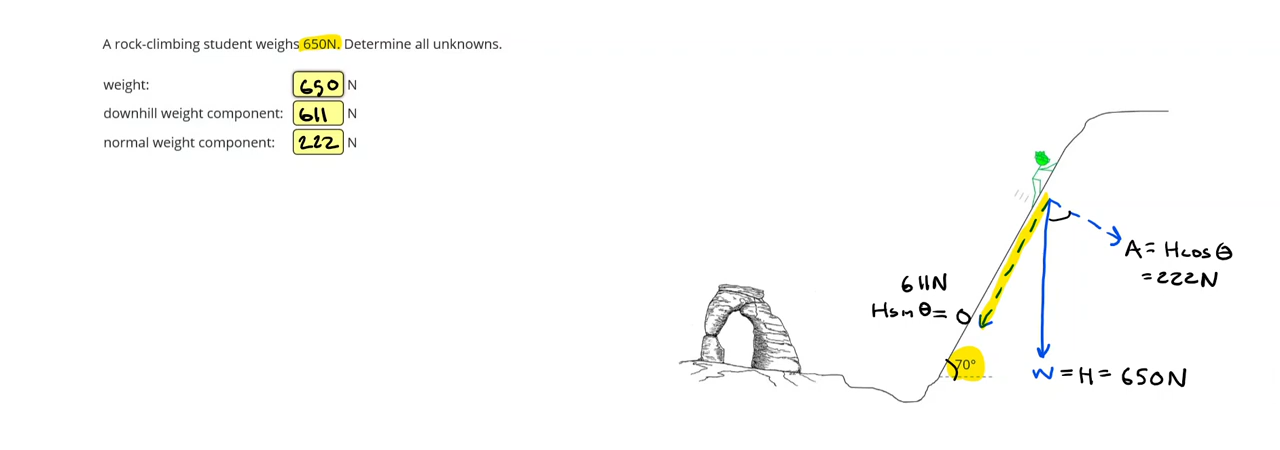 A rock-climbing student weighs 650N. Determine all unknowns.
weight: 650 N
downhill weight component: 611 N
normal weight component: 222 N
A = Hcosθ
= 222N
611N
Hsinθ = O
70°
W = H = 650N